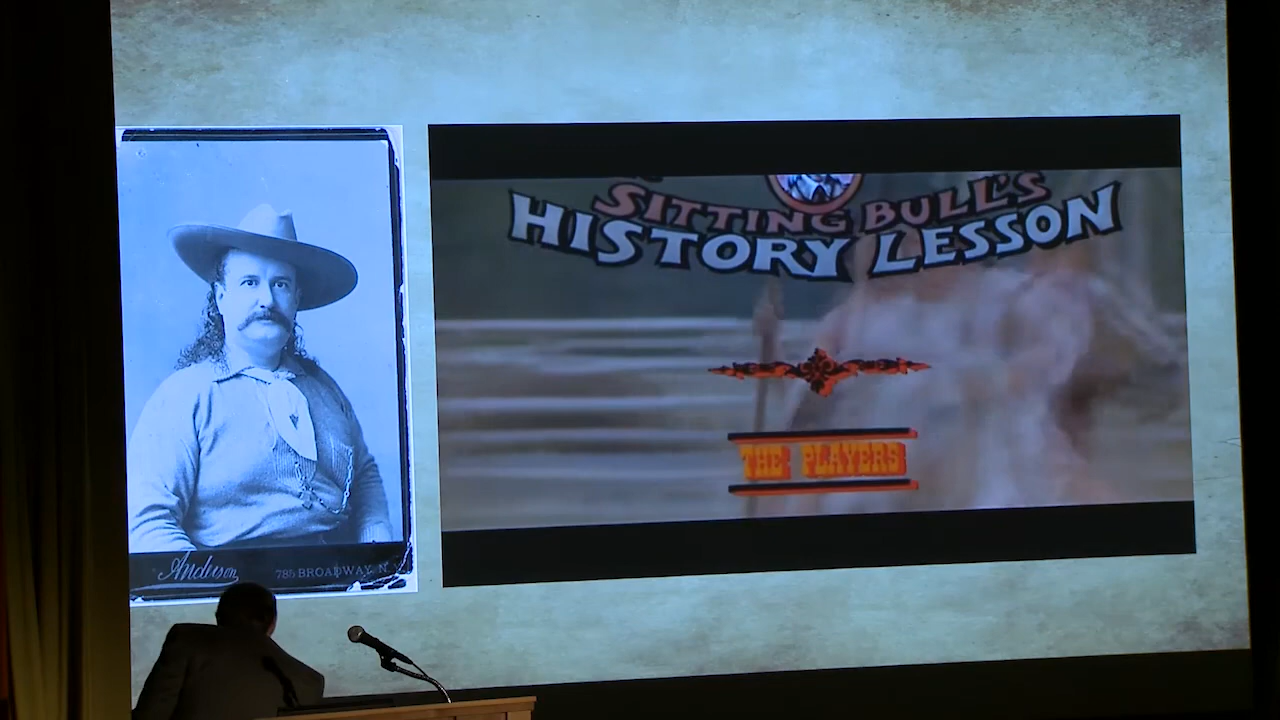 SITTING BULL'S
HISTORY LESSON
THE PLAYERS
Anderson
785 BROADWAY, N.Y.